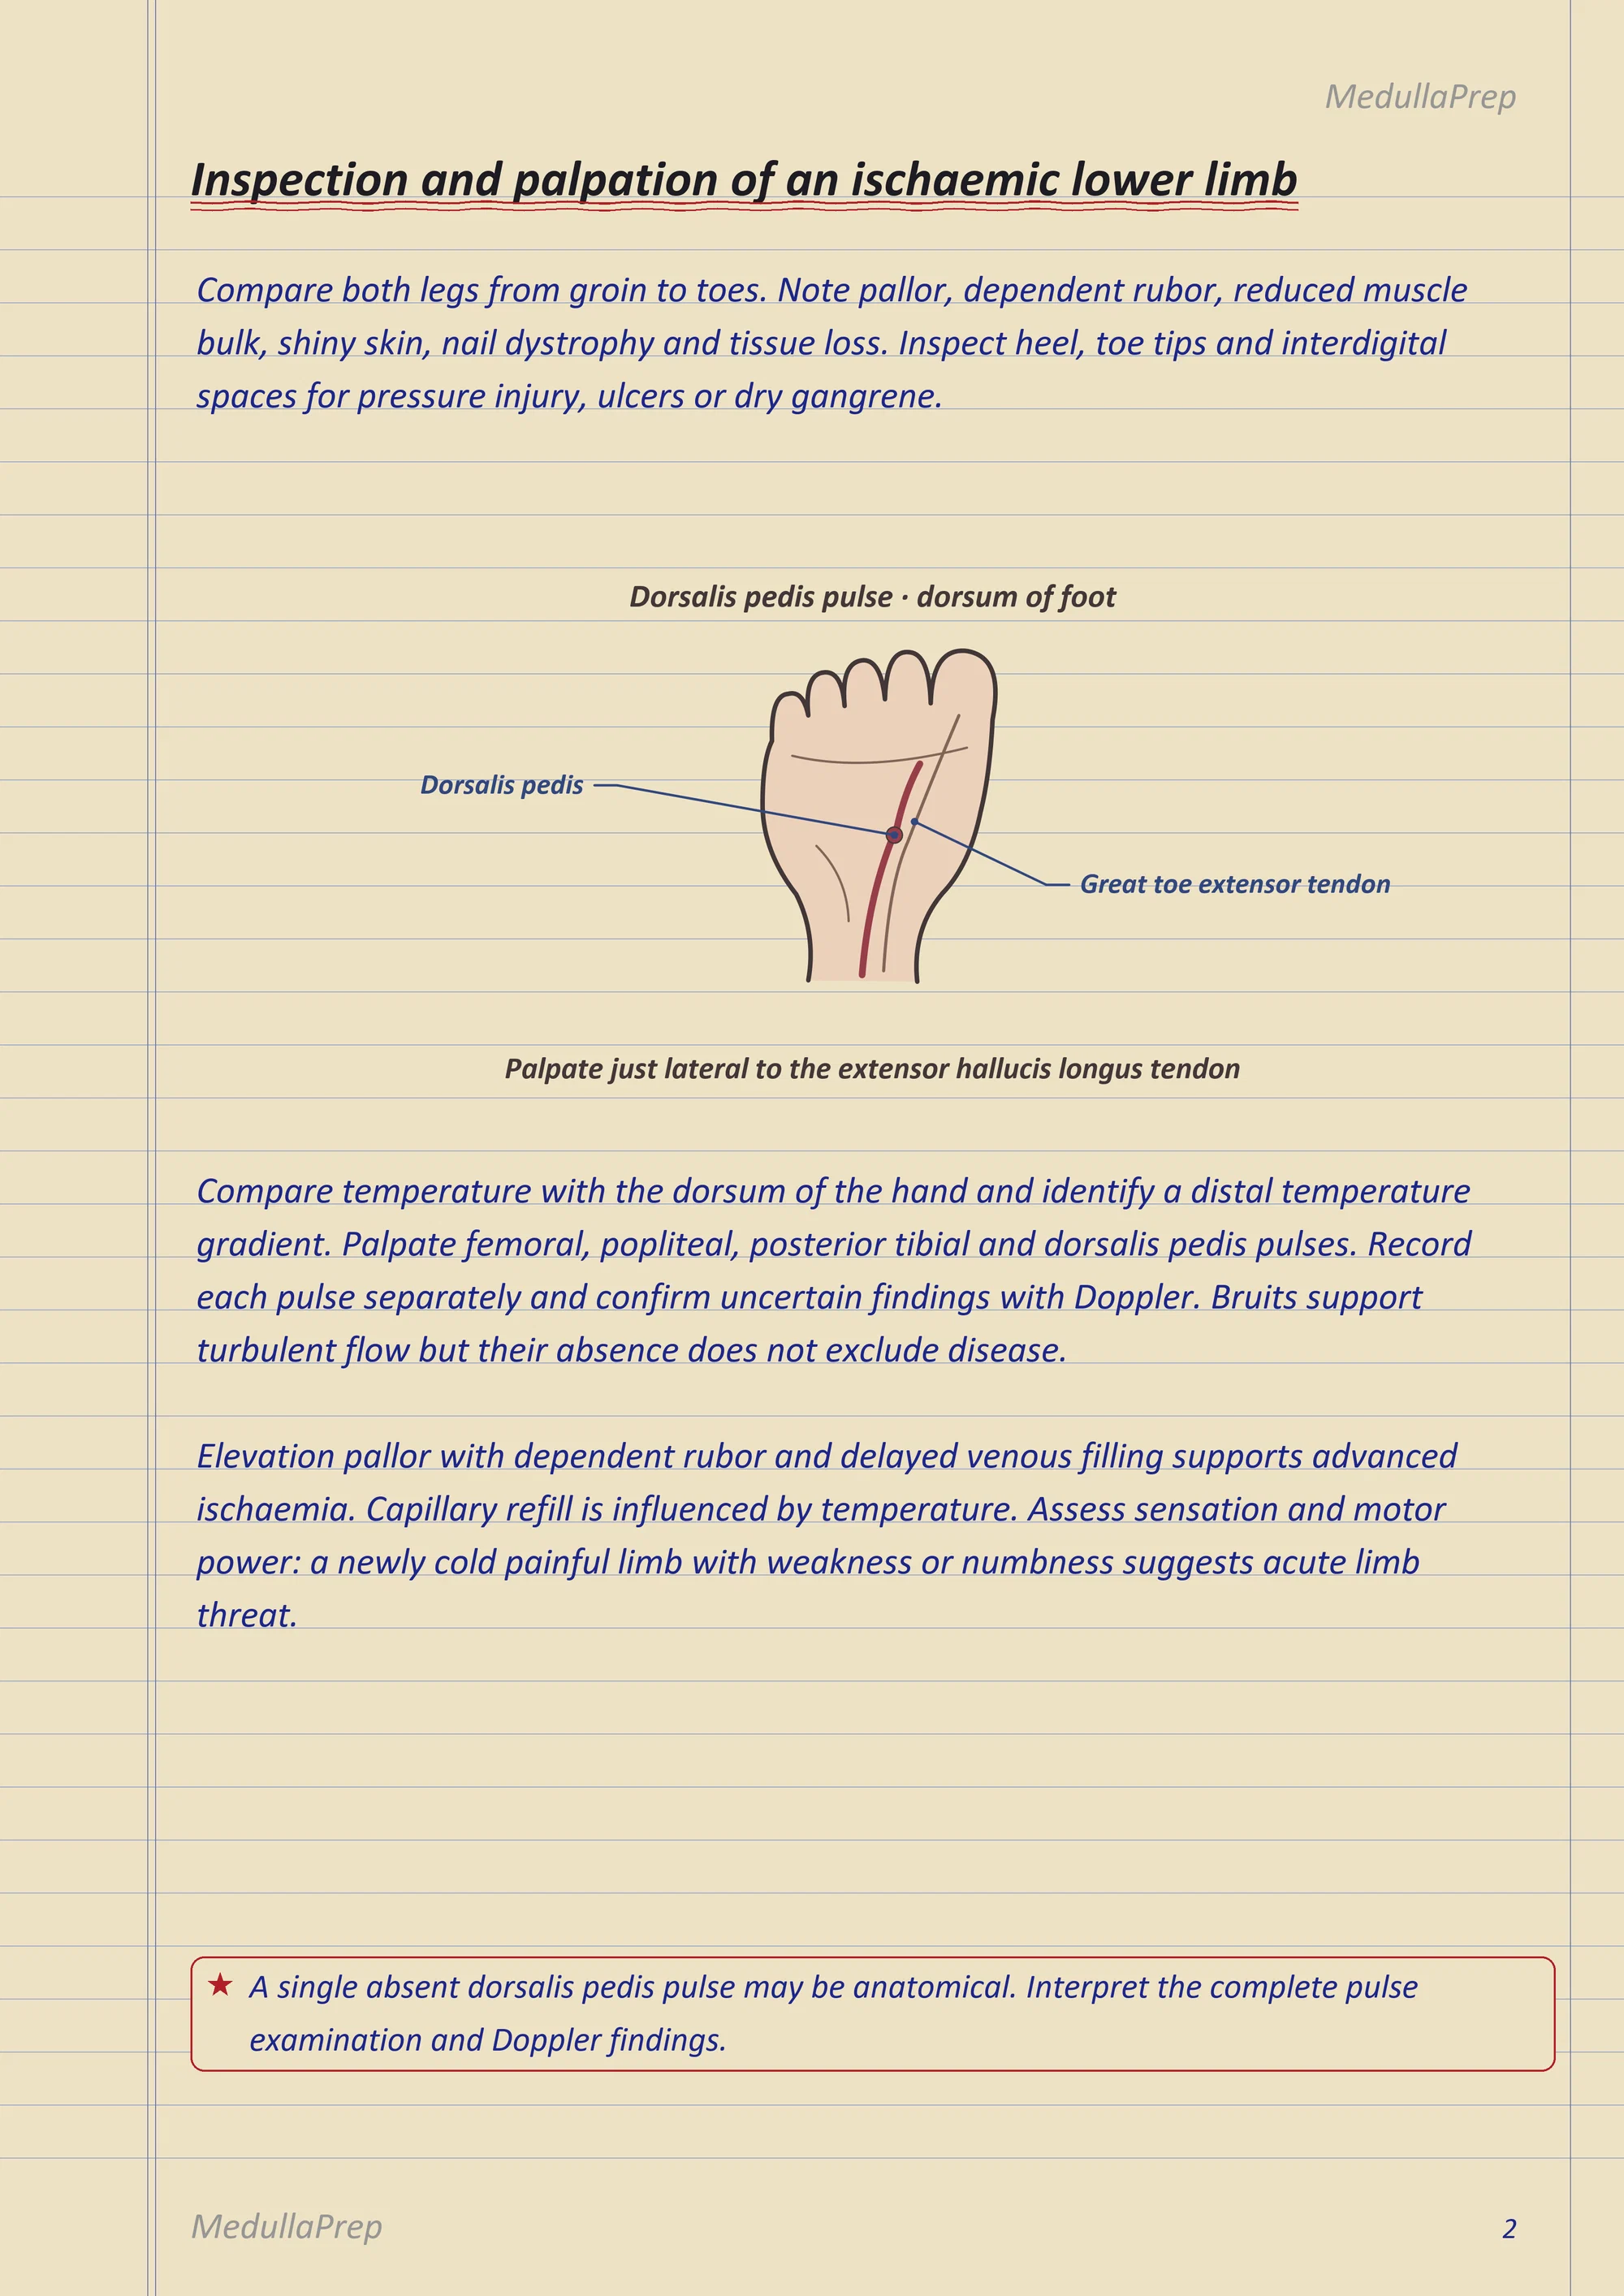 MedullaPrep
Inspection and palpation of an ischaemic lower limb
Compare both legs from groin to toes. Note pallor, dependent rubor, reduced muscle
bulk, shiny skin, nail dystrophy and tissue loss. Inspect heel, toe tips and interdigital
spaces for pressure injury, ulcers or dry gangrene.
Dorsalis pedis pulse · dorsum of foot
Dorsalis pedis
Great toe extensor tendon
Palpate just lateral to the extensor hallucis longus tendon
Compare temperature with the dorsum of the hand and identify a distal temperature
gradient. Palpate femoral, popliteal, posterior tibial and dorsalis pedis pulses. Record
each pulse separately and confirm uncertain findings with Doppler. Bruits support
turbulent flow but their absence does not exclude disease.
Elevation pallor with dependent rubor and delayed venous filling supports advanced
ischaemia. Capillary refill is influenced by temperature. Assess sensation and motor
power: a newly cold painful limb with weakness or numbness suggests acute limb
threat.
★ A single absent dorsalis pedis pulse may be anatomical. Interpret the complete pulse
examination and Doppler findings.
MedullaPrep
2